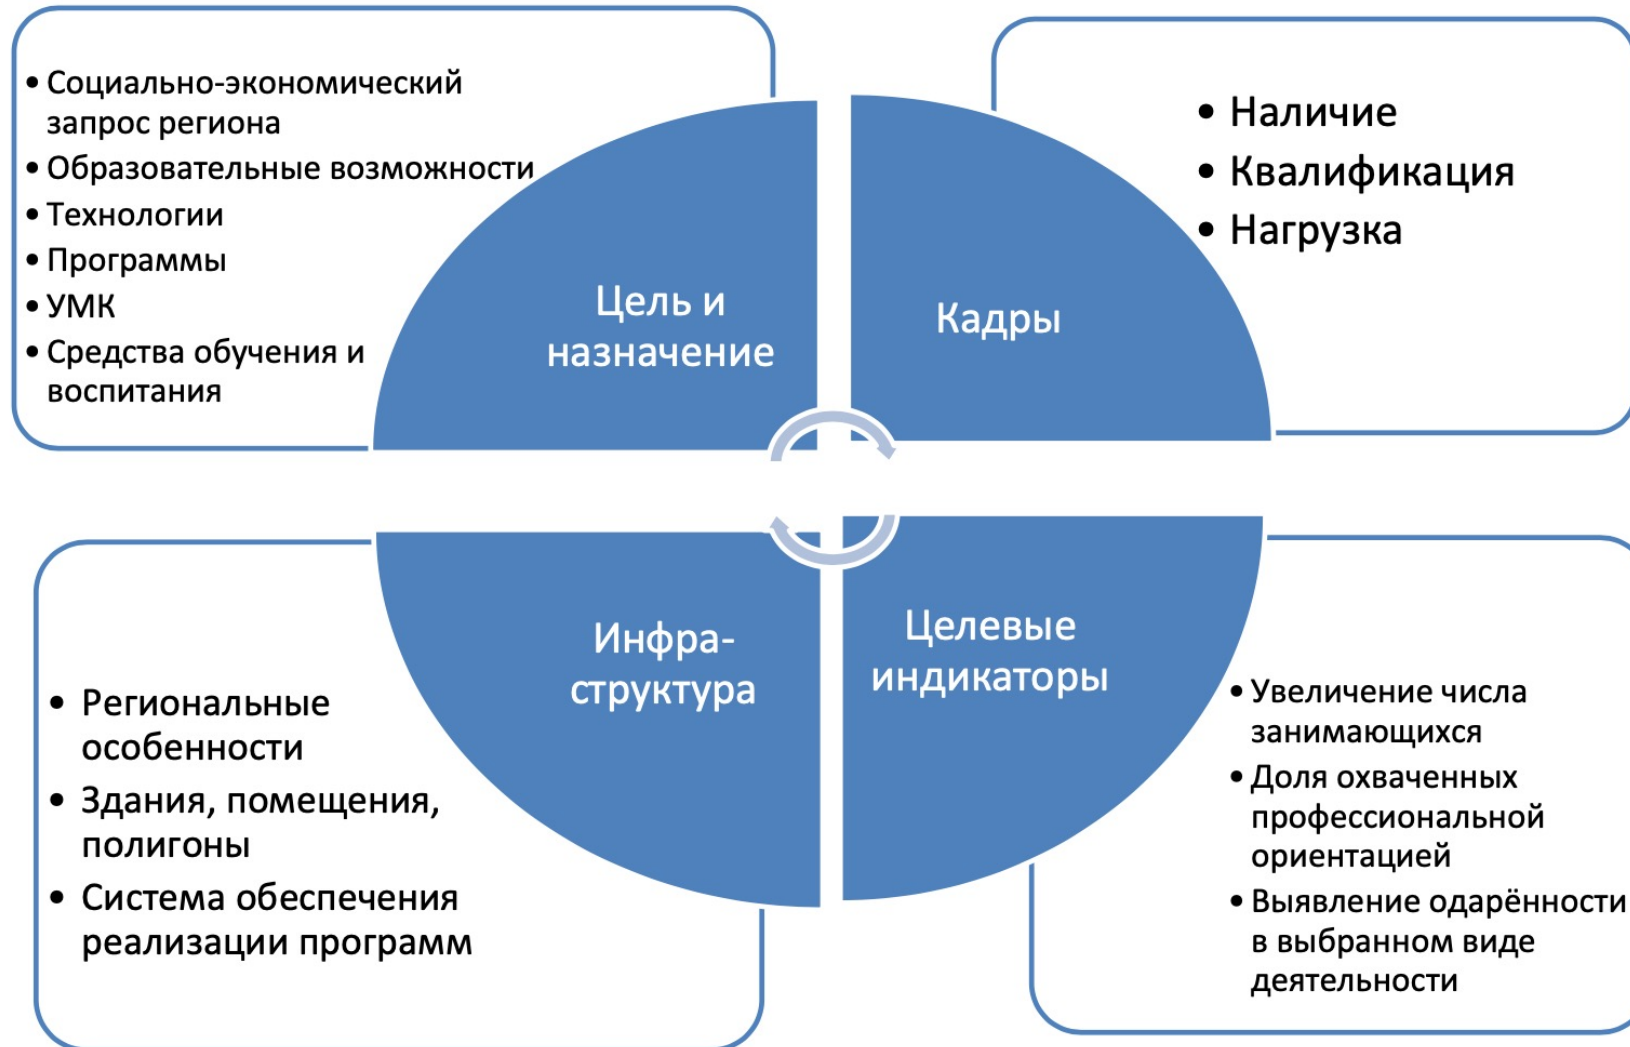 • Социально-экономический
запрос региона
• Образовательные возможности
• Технологии
• Программы
• УМК
• Средства обучения и
воспитания
Цель и
назначение
Кадры
• Наличие
• Квалификация
• Нагрузка
• Региональные
особенности
• Здания, помещения,
полигоны
• Система обеспечения
реализации программ
Инфра-
структура
Целевые
индикаторы
• Увеличение числа
занимающихся
• Доля охваченных
профессиональной
ориентацией
• Выявление одарённости
в выбранном виде
деятельности